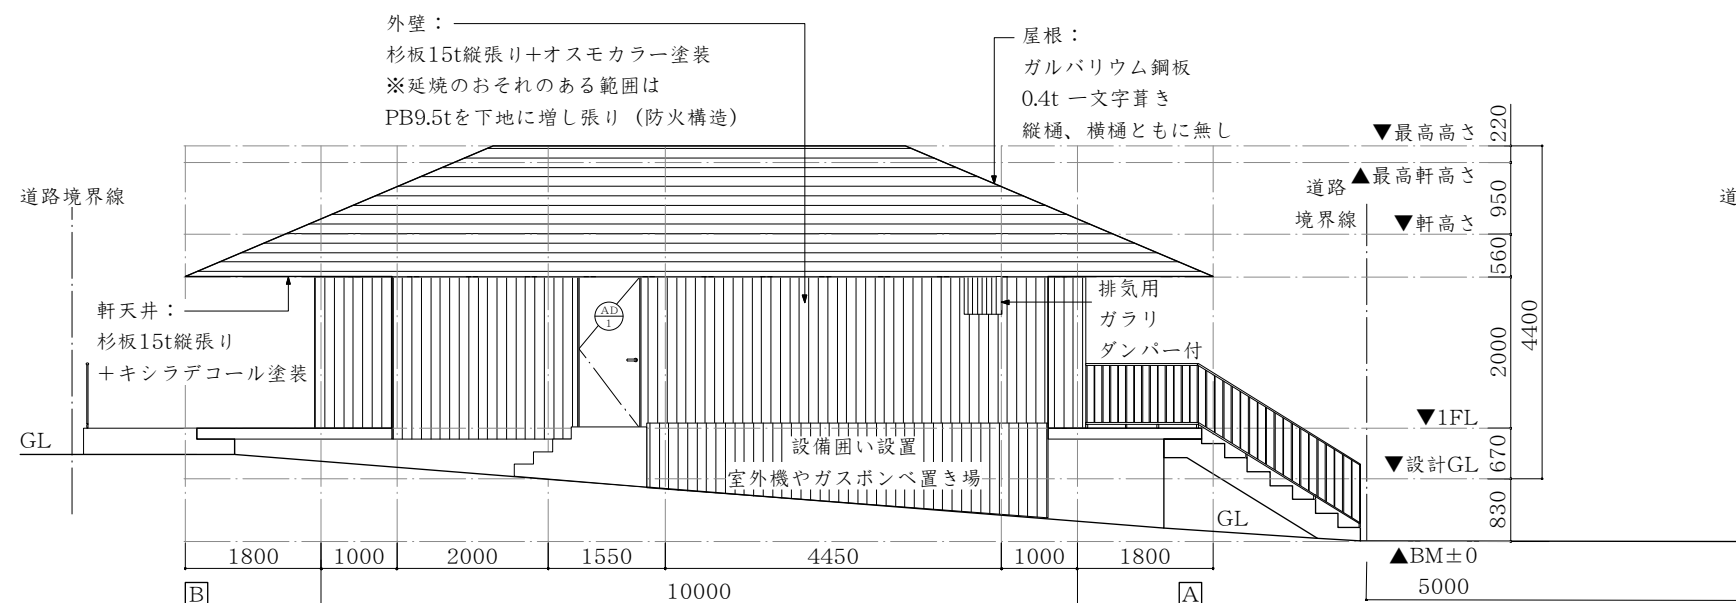 外壁：
杉板15t縦張り+オスモカラー塗装
※延焼のおそれのある範囲は
PB9.5tを下地に増し張り（防火構造）
屋根：
ガルバリウム鋼板
0.4t 一文字葺き
縦樋、横樋ともに無し
▼最高高さ
220
道路境界線
道路
境界線
▲最高軒高さ
950
▼軒高さ
560
道
軒天井：
杉板15t縦張り
+キシラデコール塗装
AD
1
排気用
ガラリ
ダンパー付
2000
4400
GL
▼1FL
設備囲い設置
室外機やガスボンベ置き場
▼設計GL
670
GL
830
1800
1000
2000
1550
4450
1000
1800
▲BM±0
B
10000
A
5000